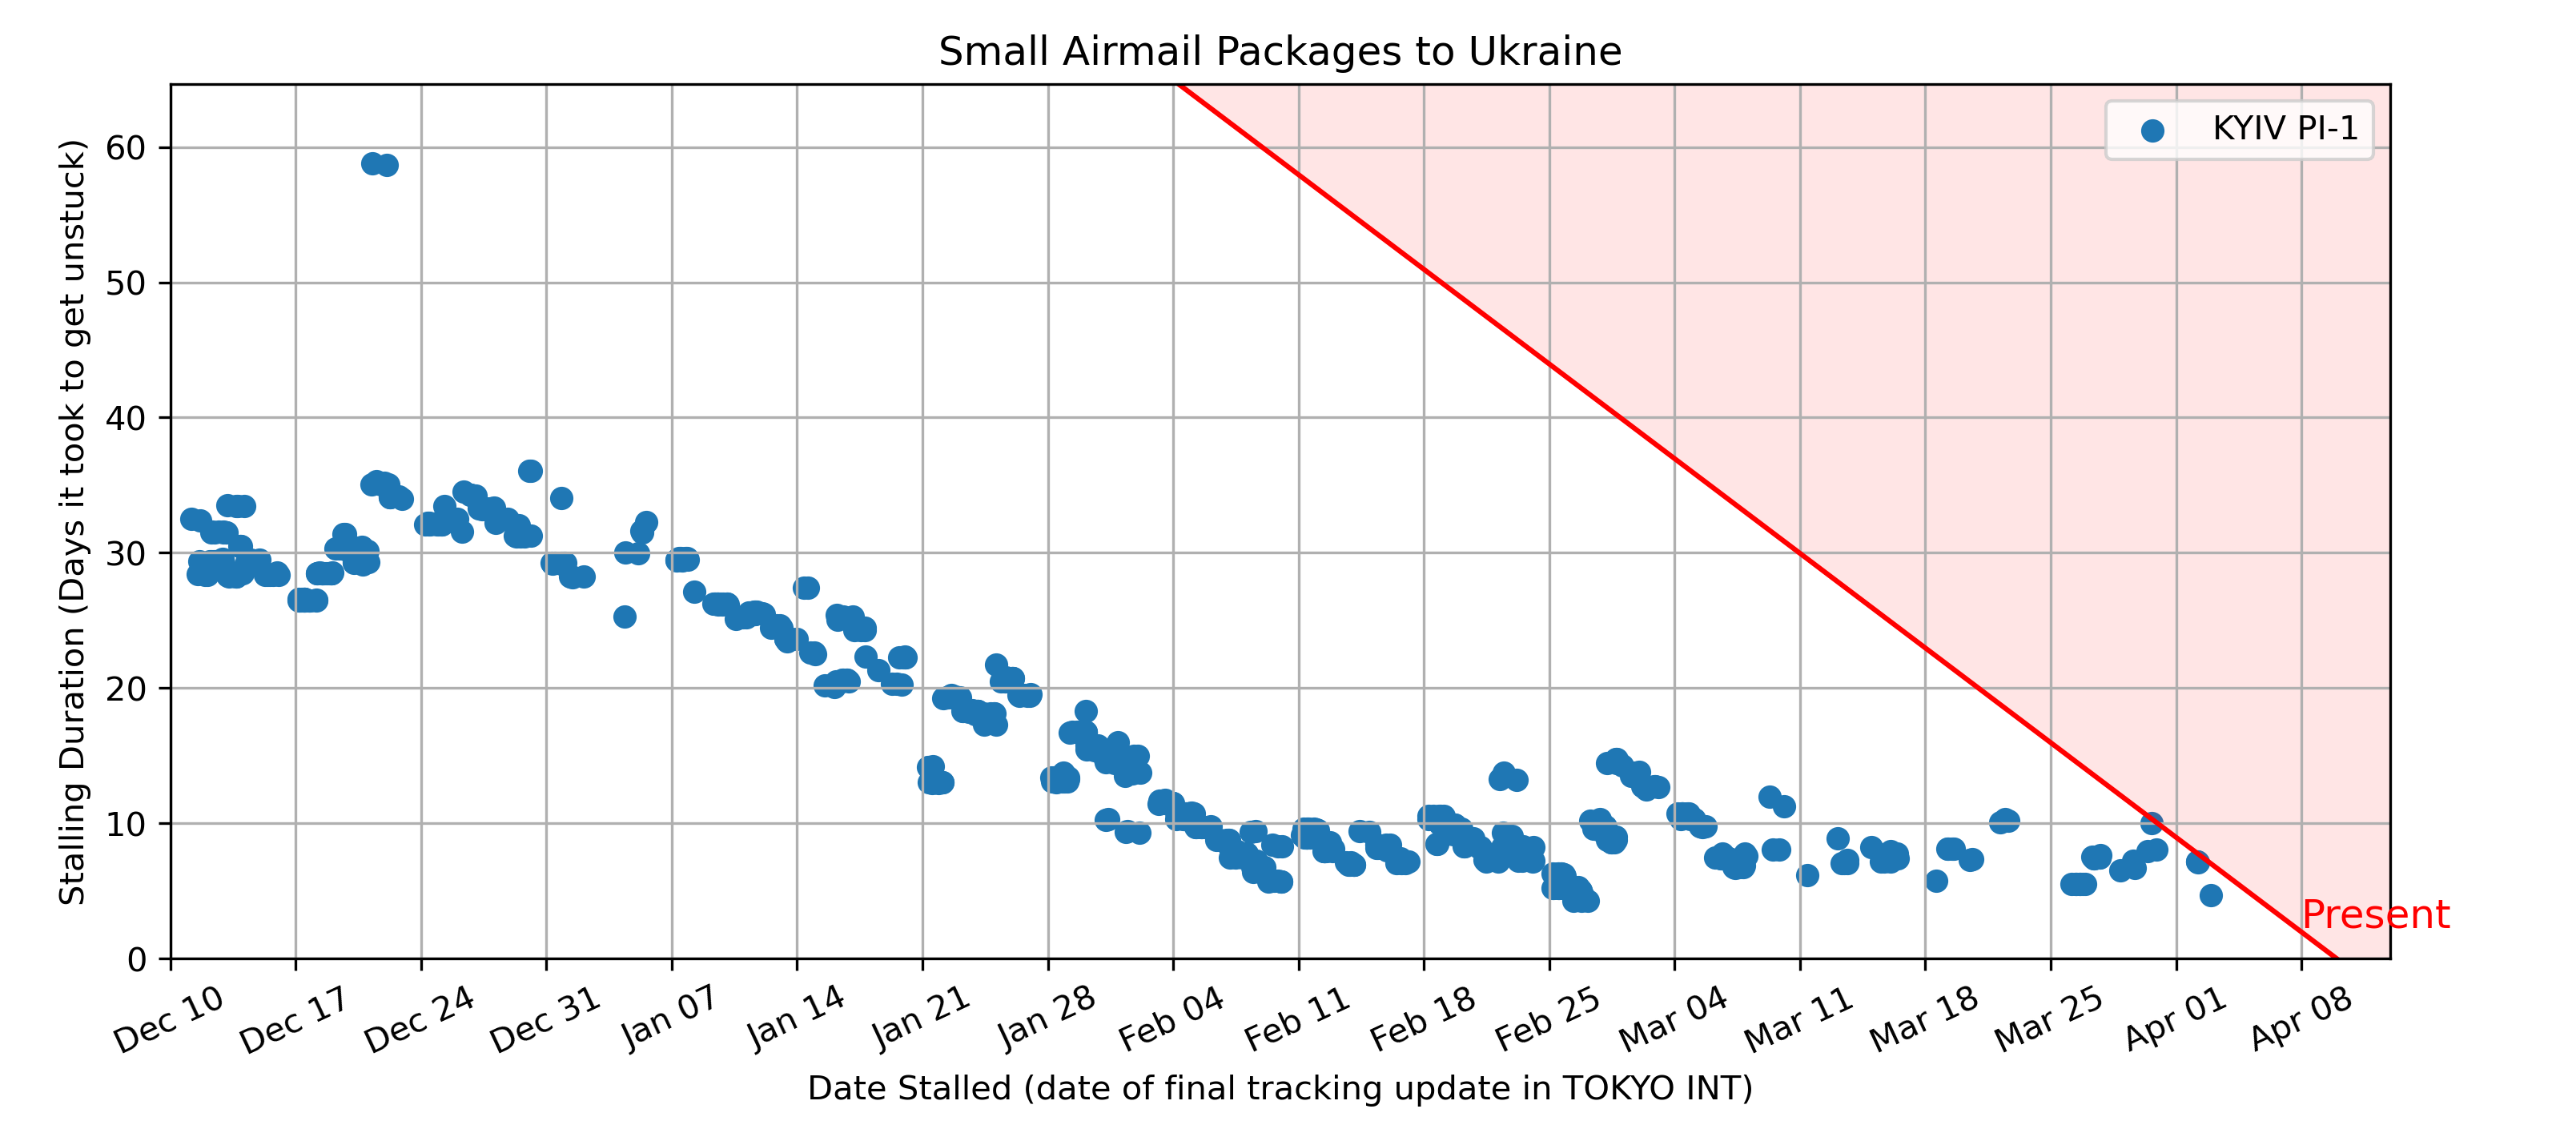 Small Airmail Packages to Ukraine
KYIV PI-1
Stalling Duration (Days it took to get unstuck)
60
50
40
30
20
10
0
Present
Dec 10 Dec 17 Dec 24 Dec 31 Jan 07 Jan 14 Jan 21 Jan 28 Feb 04 Feb 11 Feb 18 Feb 25 Mar 04 Mar 11 Mar 18 Mar 25 Apr 01 Apr 08
Date Stalled (date of final tracking update in TOKYO INT)